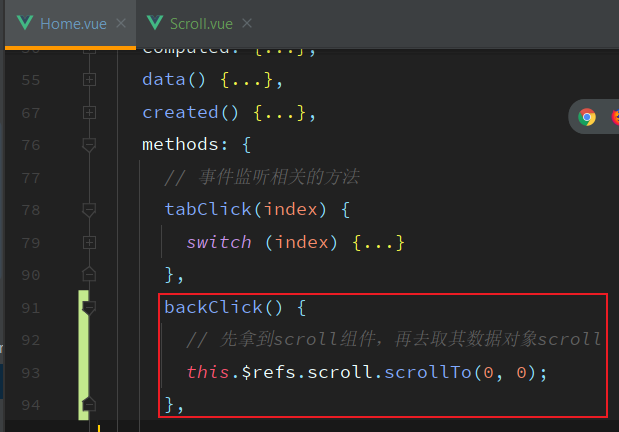 Home.vue × Scroll.vue ×
computed: {...},
55 data() {...},
67 created() {...},
76 methods: {
77 // 事件监听相关的方法
78 tabClick(index) {
79 switch (index) {...}
90 },
91 backClick() {
92 // 先拿到scroll组件，再去取其数据对象scroll
93 this.$refs.scroll.scrollTo(0, 0);
94 },